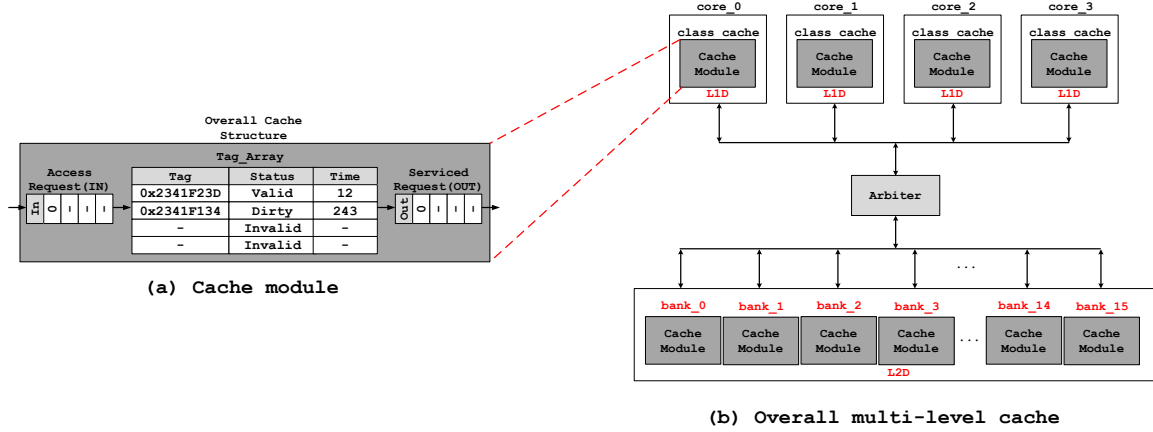 Overall Cache
Structure
Tag_Array
Access
Request(IN)
Serviced
Request(OUT)
Tag Status Time
0x2341F23D Valid 12
0x2341F134 Dirty 243
- Invalid -
- Invalid -
In 0 - - -
Out 0 - - -
(a) Cache module
core_0 core_1 core_2 core_3
class cache class cache class cache class cache
Cache Module Cache Module Cache Module Cache Module
L1D L1D L1D L1D
Arbiter
...
bank_0 bank_1 bank_2 bank_3 bank_14 bank_15
Cache Module Cache Module Cache Module Cache Module ... Cache Module Cache Module
L2D
(b) Overall multi-level cache